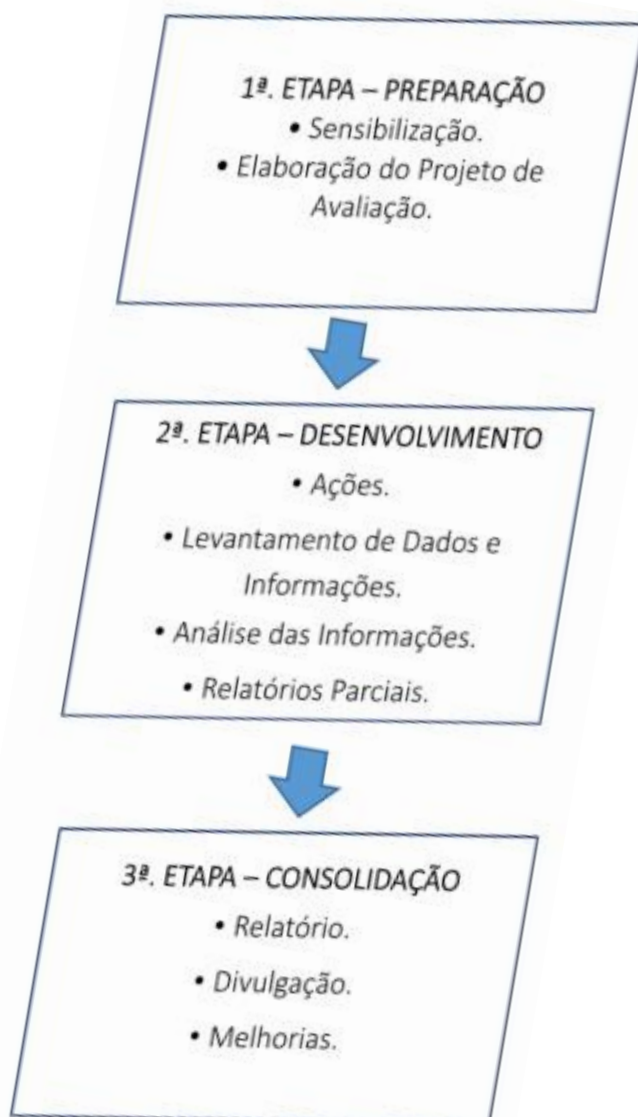 1ª. ETAPA – PREPARAÇÃO
• Sensibilização.
• Elaboração do Projeto de
Avaliação.
2ª. ETAPA – DESENVOLVIMENTO
• Ações.
• Levantamento de Dados e
Informações.
• Análise das Informações.
• Relatórios Parciais.
3ª. ETAPA – CONSOLIDAÇÃO
• Relatório.
• Divulgação.
• Melhorias.